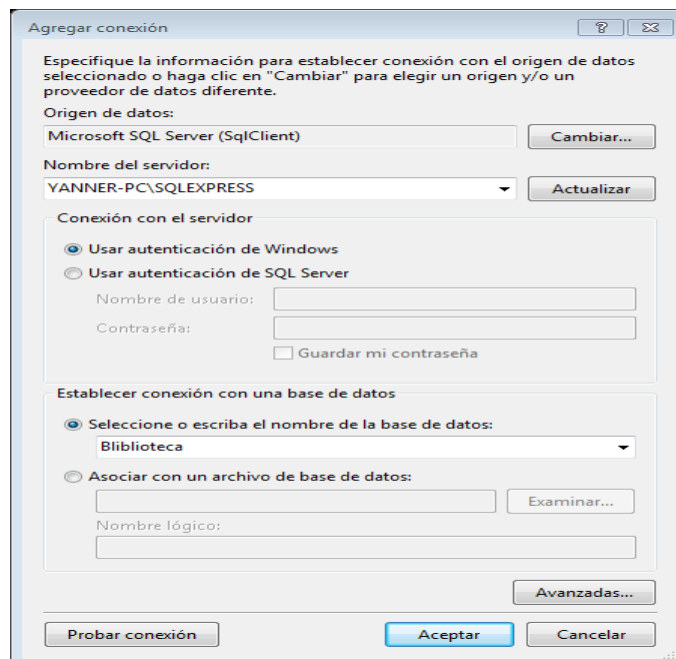 Agregar conexión
Especifique la información para establecer conexión con el origen de datos
seleccionado o haga clic en "Cambiar" para elegir un origen y/o un
proveedor de datos diferente.
Origen de datos:
Microsoft SQL Server (SqlClient)
Cambiar...
Nombre del servidor:
YANNER-PC\SQLEXPRESS
Actualizar
Conexión con el servidor
Usar autenticación de Windows
Usar autenticación de SQL Server
Nombre de usuario:
Contraseña:
Guardar mi contraseña
Establecer conexión con una base de datos
Seleccione o escriba el nombre de la base de datos:
Bliblioteca
Asociar con un archivo de base de datos:
Examinar...
Nombre lógico:
Avanzadas...
Probar conexión
Aceptar
Cancelar